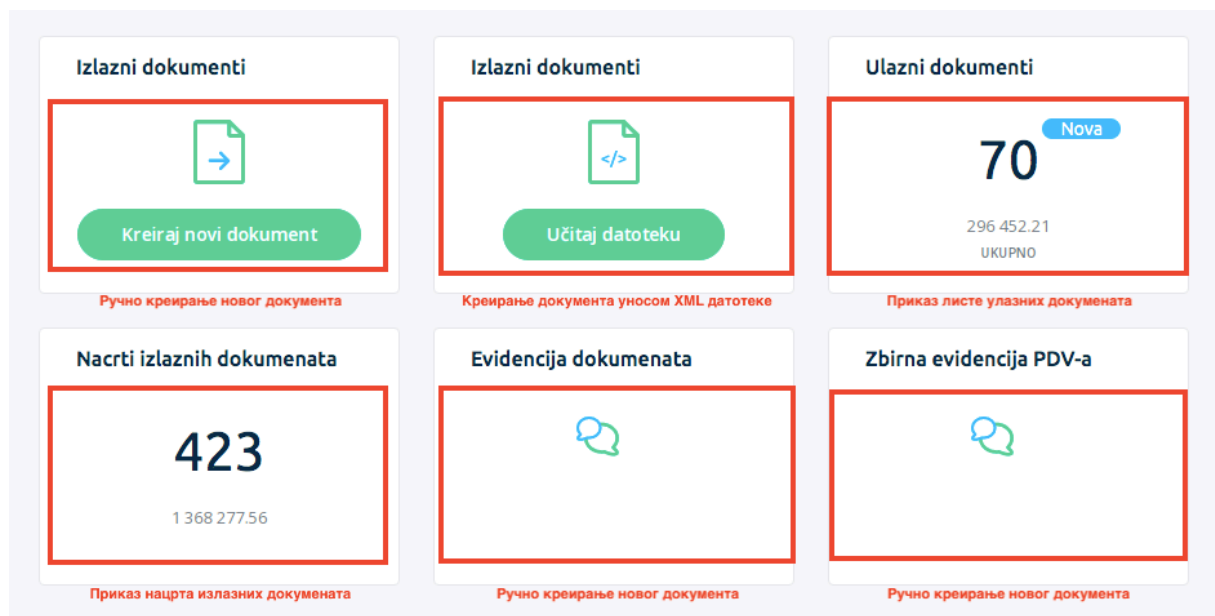 Izlazni dokumenti
Kreiraj novi dokument
Ручно креирање новог документа
Izlazni dokumenti
</>
Učitaj datoteku
Креирање документа уносом XML датотеке
Ulazni dokumenti
Nova
70
296 452.21
UKUPNO
Приказ листе улазних докумената
Nacrti izlaznih dokumenata
423
1 368 277.56
Приказ нацрта излазних докумената
Evidencija dokumenata
Ручно креирање новог документа
Zbirna evidencija PDV-a
Ручно креирање новог документа